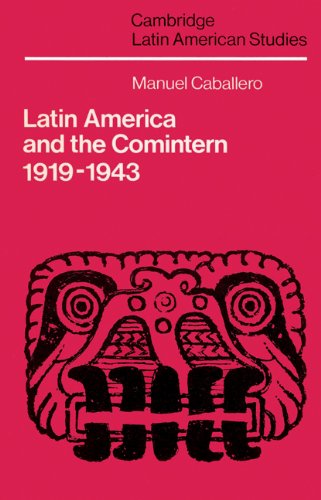 Cambridge
Latin American Studies
Manuel Caballero
Latin America
and the Comintern
1919-1943